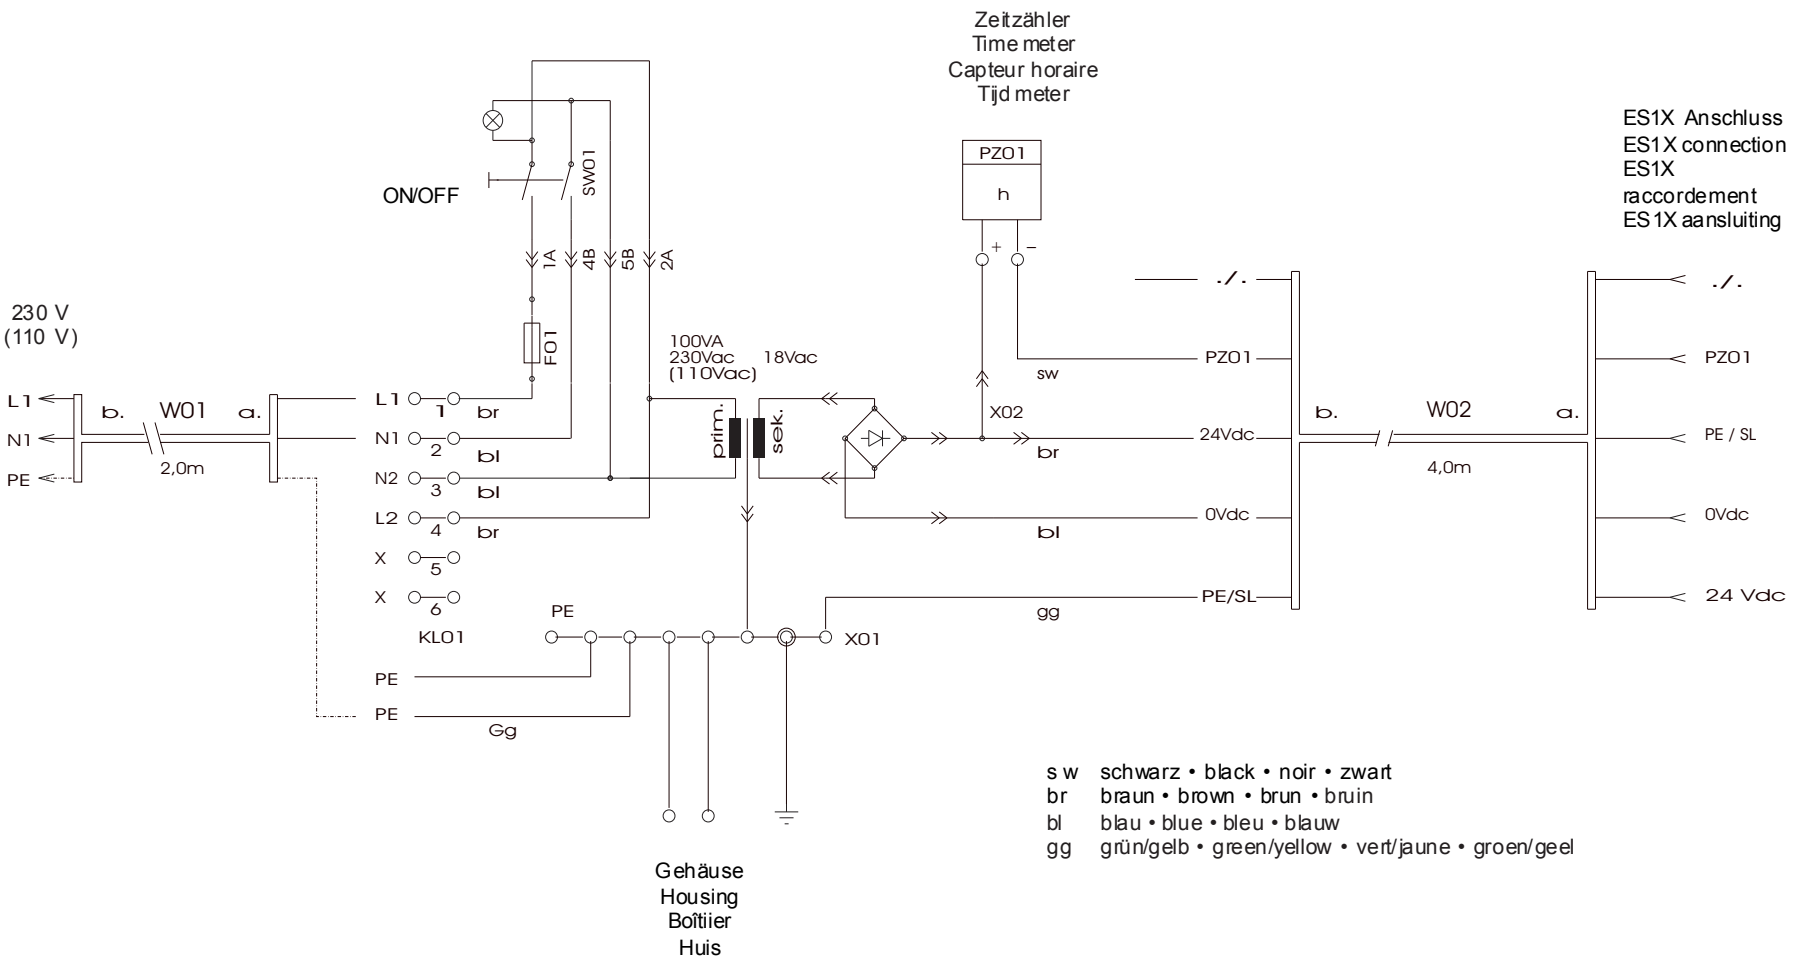 Zeitzähler
Time meter
Capteur horaire
Tijd meter
PZ01
h
+ −
ES1X Anschluss
ES1X connection
ES1X
raccordement
ES1X aansluiting
ON/OFF
SW01
1A
4B
5B
2A
F01
230 V
(110 V)
L1
N1
PE
b. W01 a.
2,0m
L1 1 br
N1 2 bl
N2 3 bl
L2 4 br
X 5
X 6
KL01
100VA
230Vac 18Vac
(110Vac)
prim.
sek.
X02
sw
br
bl
gg
./.
PZ01
24Vdc
0Vdc
PE/SL
b. W02 a.
4,0m
./.
PZ01
PE / SL
0Vdc
24 Vdc
PE
X01
PE
PE
Gg
Gehäuse
Housing
Boîtiier
Huis
sw schwarz • black • noir • zwart
br braun • brown • brun • bruin
bl blau • blue • bleu • blauw
gg grün/gelb • green/yellow • vert/jaune • groen/geel